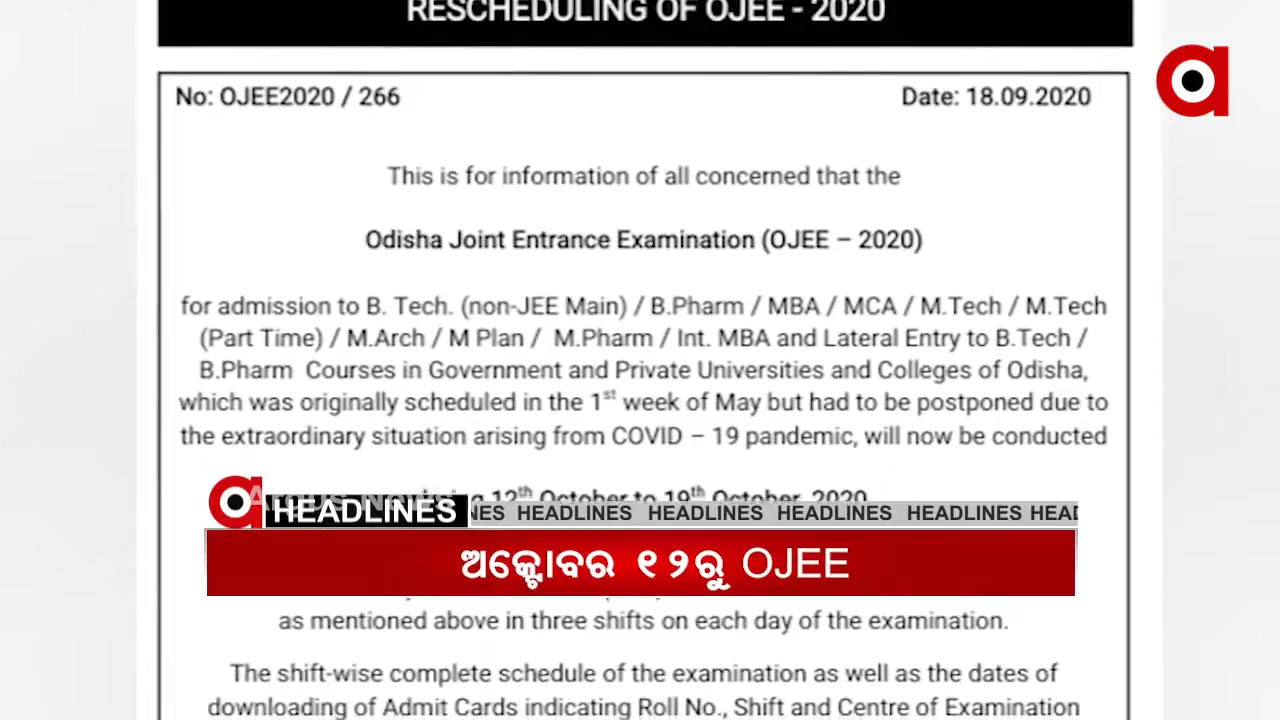 RESCHEDULING OF OJEE - 2020
No: OJEE2020 / 266
Date: 18.09.2020
This is for information of all concerned that the
Odisha Joint Entrance Examination (OJEE – 2020)
for admission to B. Tech. (non-JEE Main) / B.Pharm / MBA / MCA / M.Tech / M.Tech
(Part Time) / M.Arch / M Plan / M.Pharm / Int. MBA and Lateral Entry to B.Tech /
B.Pharm Courses in Government and Private Universities and Colleges of Odisha,
which was originally scheduled in the 1st week of May but had to be postponed due to
the extraordinary situation arising from COVID – 19 pandemic, will now be conducted
12th October to 19th October, 2020
HEADLINES
HEADLINES HEADLINES HEADLINES HEADLINES
ଅକ୍ଟୋବର ୧୨ରୁ OJEE
as mentioned above in three shifts on each day of the examination.
The shift-wise complete schedule of the examination as well as the dates of
downloading of Admit Cards indicating Roll No., Shift and Centre of Examination